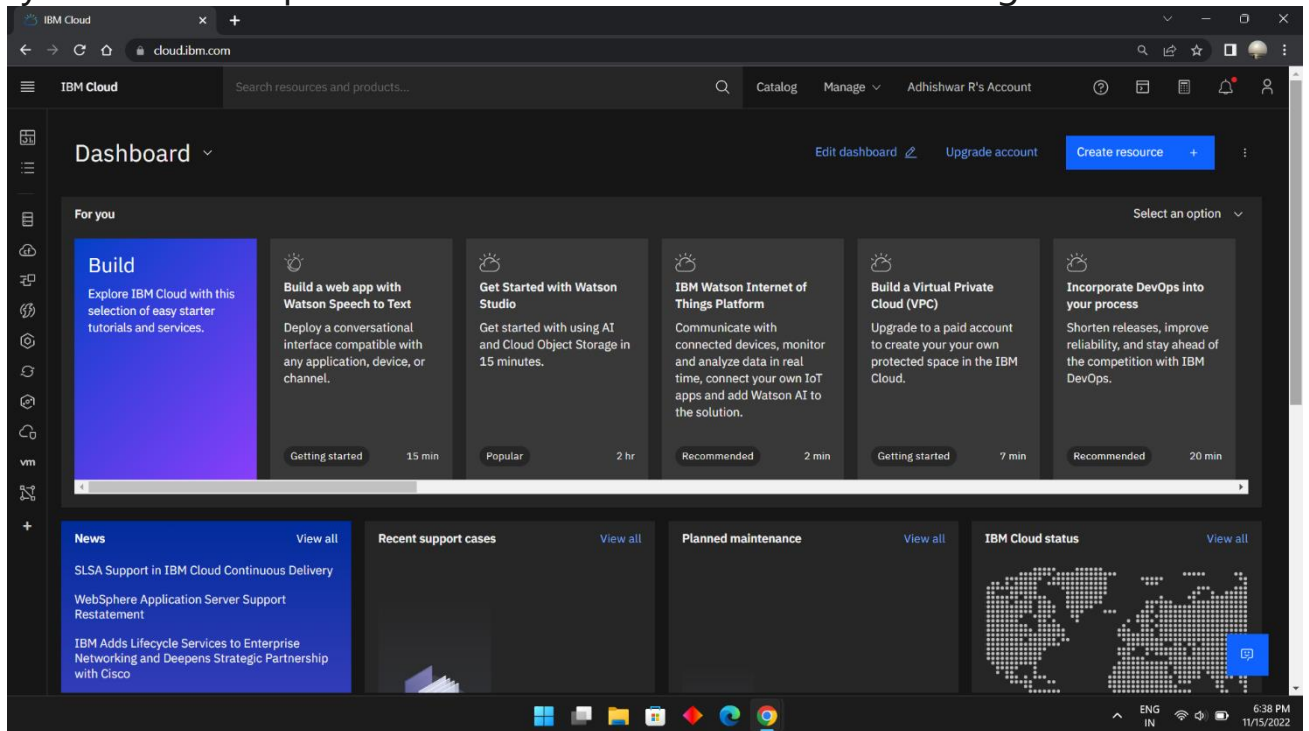 IBM Cloud
cloud.ibm.com
IBM Cloud
Search resources and products...
Catalog
Manage
Adhishwar R's Account
Dashboard
Edit dashboard
Upgrade account
Create resource +
For you
Select an option
Build
Explore IBM Cloud with this
selection of easy starter
tutorials and services.
Build a web app with
Watson Speech to Text
Deploy a conversational
interface compatible with
any application, device, or
channel.
Getting started 15 min
Get Started with Watson
Studio
Get started with using AI
and Cloud Object Storage in
15 minutes.
Popular 2 hr
IBM Watson Internet of
Things Platform
Communicate with
connected devices, monitor
and analyze data in real
time, connect your own IoT
apps and add Watson AI to
the solution.
Recommended 2 min
Build a Virtual Private
Cloud (VPC)
Upgrade to a paid account
to create your your own
protected space in the IBM
Cloud.
Getting started 7 min
Incorporate DevOps into
your process
Shorten releases, improve
reliability, and stay ahead of
the competition with IBM
DevOps.
Recommended 20 min
vm
News View all
SLSA Support in IBM Cloud Continuous Delivery
WebSphere Application Server Support
Restatement
IBM Adds Lifecycle Services to Enterprise
Networking and Deepens Strategic Partnership
with Cisco
Recent support cases View all
Planned maintenance View all
IBM Cloud status View all
ENG
IN
6:38 PM
11/15/2022